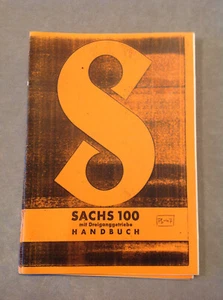 S
SACHS 100
mit Dreiganggetriebe
HANDBUCH